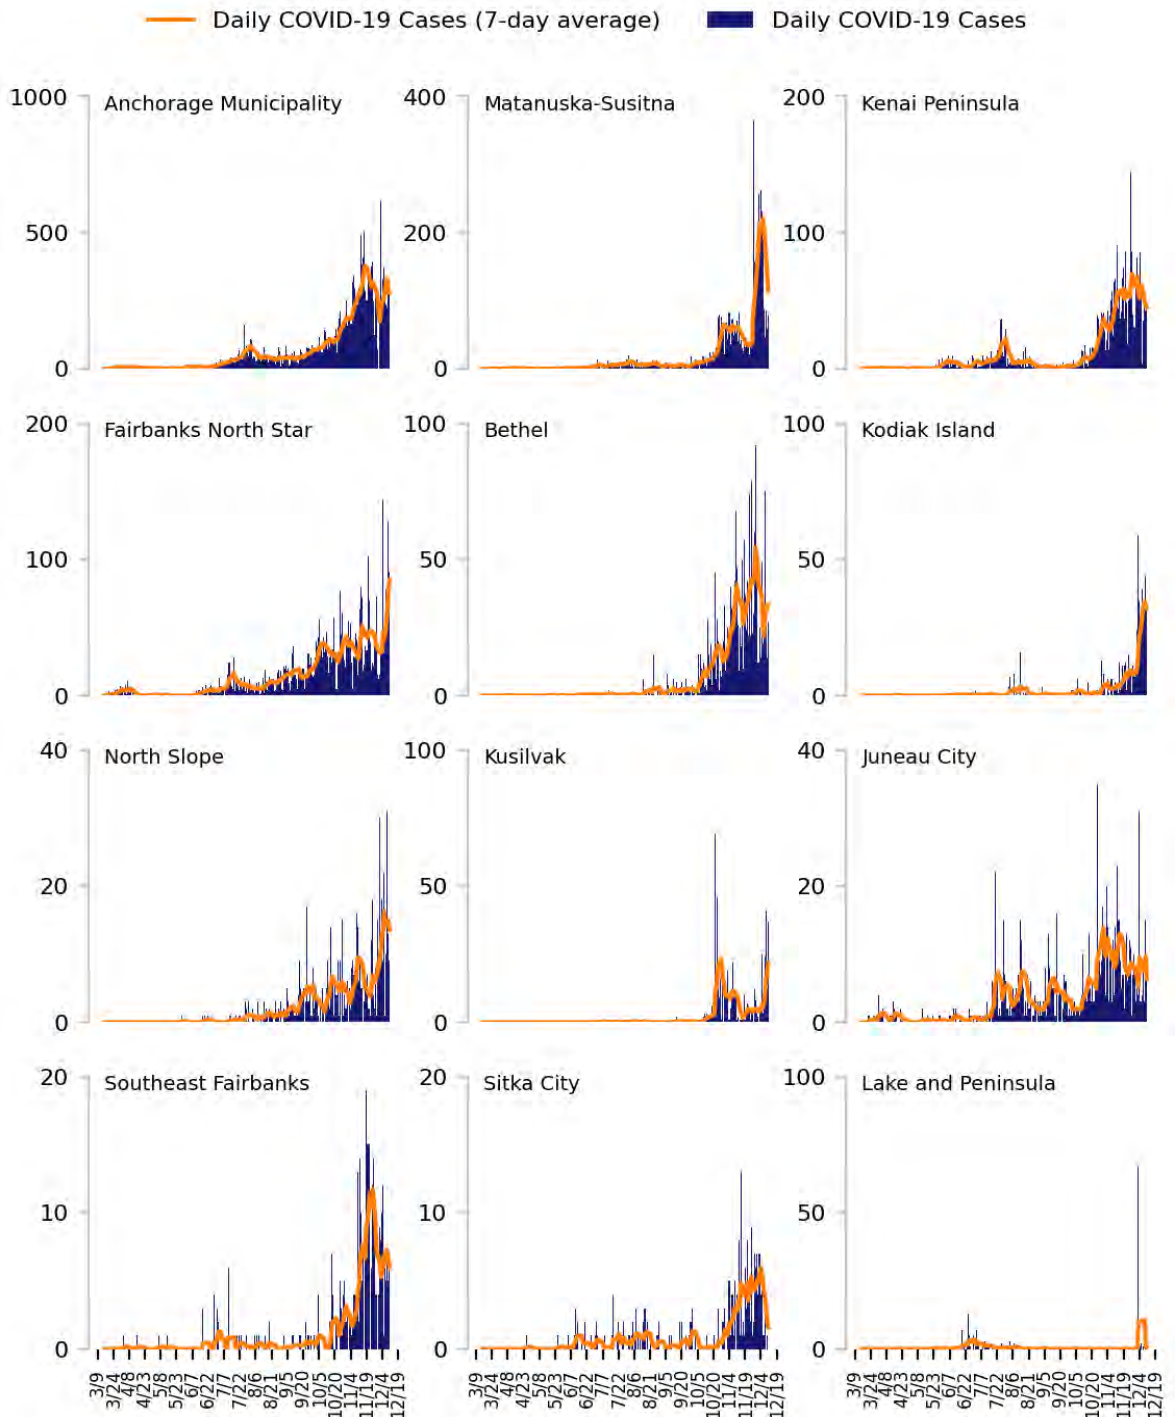 Daily COVID-19 Cases (7-day average) Daily COVID-19 Cases
1000 Anchorage Municipality 400 Matanuska-Susitna 200 Kenai Peninsula
500 200 100
0 0 0
200 Fairbanks North Star 100 Bethel 100 Kodiak Island
100 50 50
0 0 0
40 North Slope 100 Kusilvak 40 Juneau City
20 50 20
0 0 0
20 Southeast Fairbanks 20 Sitka City 100 Lake and Peninsula
10 10 50
0 0 0
3/9 3/24 4/8 4/23 5/8 5/23 6/7 6/22 7/7 7/22 8/6 8/21 9/5 9/20 10/5 10/20 11/4 11/19 12/4 12/19 3/9 3/24 4/8 4/23 5/8 5/23 6/7 6/22 7/7 7/22 8/6 8/21 9/5 9/20 10/5 10/20 11/4 11/19 12/4 12/19 3/9 3/24 4/8 4/23 5/8 5/23 6/7 6/22 7/7 7/22 8/6 8/21 9/5 9/20 10/5 10/20 11/4 11/19 12/4 12/19